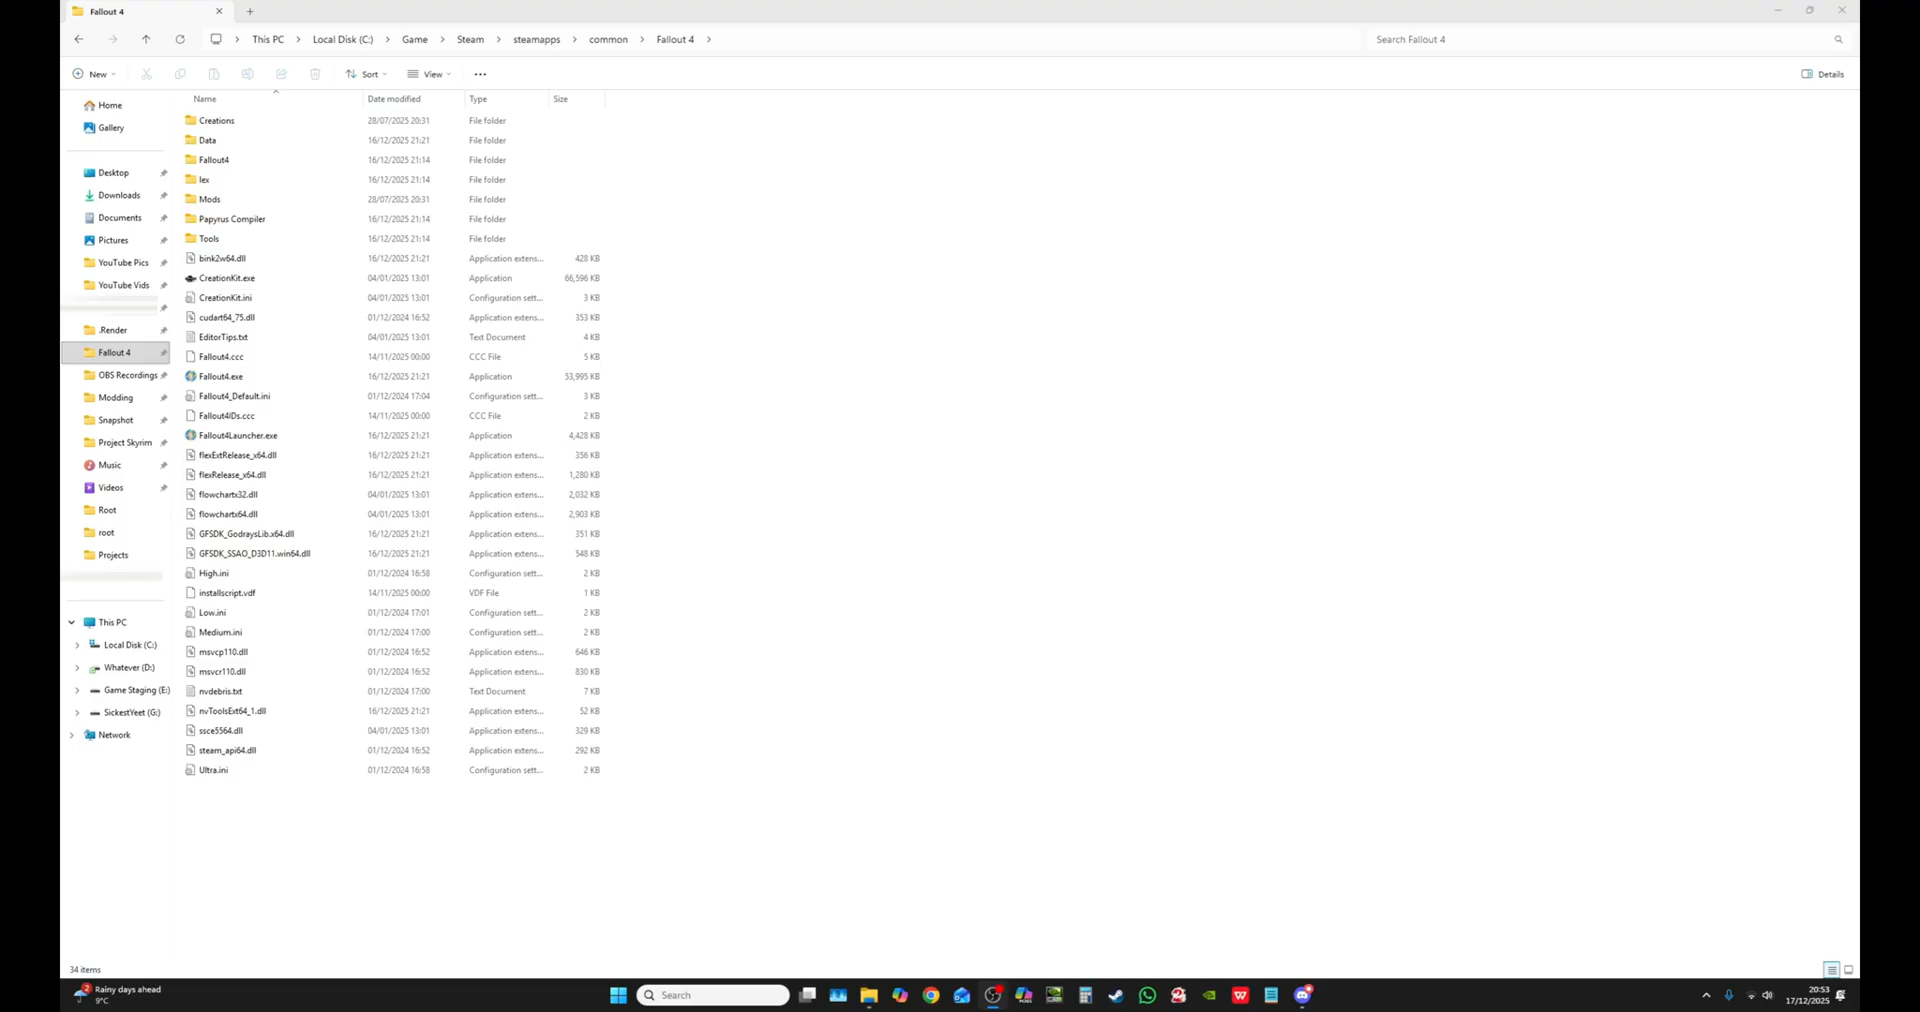 Fallout 4
This PC > Local Disk (C:) > Game > Steam > steamapps > common > Fallout 4 >
Search Fallout 4
New Sort View ... Details
Name Date modified Type Size
Home
Gallery
Desktop
Downloads
Documents
Pictures
YouTube Pics
YouTube Vids
.Render
Fallout 4
OBS Recordings
Modding
Snapshot
Project Skyrim
Music
Videos
Root
root
Projects
This PC
Local Disk (C:)
Whatever (D:)
Game Staging (E:)
SickestYeet (G:)
Network
Creations 28/07/2025 20:31 File folder
Data 16/12/2025 21:21 File folder
Fallout4 16/12/2025 21:14 File folder
lex 16/12/2025 21:14 File folder
Mods 28/07/2025 20:31 File folder
Papyrus Compiler 16/12/2025 21:14 File folder
Tools 16/12/2025 21:14 File folder
bink2w64.dll 16/12/2025 21:21 Application extens... 428 KB
CreationKit.exe 04/01/2025 13:01 Application 66,596 KB
CreationKit.ini 04/01/2025 13:01 Configuration sett... 3 KB
cudart64_75.dll 01/12/2024 16:52 Application extens... 353 KB
EditorTips.txt 04/01/2025 13:01 Text Document 4 KB
Fallout4.ccc 14/11/2025 00:00 CCC File 5 KB
Fallout4.exe 16/12/2025 21:21 Application 53,995 KB
Fallout4_Default.ini 01/12/2024 17:04 Configuration sett... 3 KB
Fallout4IDs.ccc 14/11/2025 00:00 CCC File 2 KB
Fallout4Launcher.exe 16/12/2025 21:21 Application 4,428 KB
flexExtRelease_x64.dll 16/12/2025 21:21 Application extens... 356 KB
flexRelease_x64.dll 16/12/2025 21:21 Application extens... 1,280 KB
flowchartx32.dll 04/01/2025 13:01 Application extens... 2,032 KB
flowchartx64.dll 04/01/2025 13:01 Application extens... 2,903 KB
GFSDK_GodraysLib.x64.dll 16/12/2025 21:21 Application extens... 351 KB
GFSDK_SSAO_D3D11.win64.dll 16/12/2025 21:21 Application extens... 548 KB
High.ini 01/12/2024 16:58 Configuration sett... 2 KB
installscript.vdf 14/11/2025 00:00 VDF File 1 KB
Low.ini 01/12/2024 17:01 Configuration sett... 2 KB
Medium.ini 01/12/2024 17:00 Configuration sett... 2 KB
msvcp110.dll 01/12/2024 16:52 Application extens... 646 KB
msvcr110.dll 01/12/2024 16:52 Application extens... 830 KB
nvdebris.txt 01/12/2024 17:00 Text Document 7 KB
nvToolsExt64_1.dll 16/12/2025 21:21 Application extens... 52 KB
ssce5564.dll 04/01/2025 13:01 Application extens... 329 KB
steam_api64.dll 01/12/2024 16:52 Application extens... 292 KB
Ultra.ini 01/12/2024 16:58 Configuration sett... 2 KB
34 items
2
Rainy days ahead
9°C
Search
20:53
17/12/2025